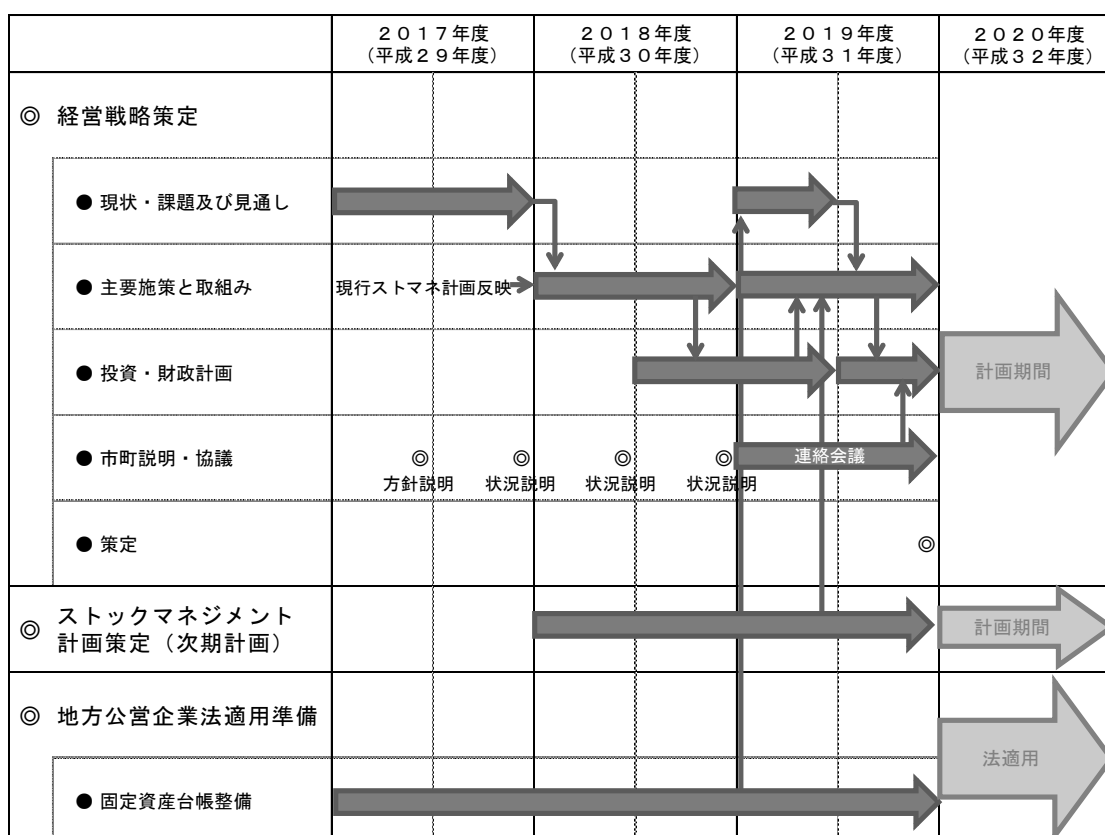 ２０１７年度
（平成２９年度）
２０１８年度
（平成３０年度）
２０１９年度
（平成３１年度）
２０２０年度
（平成３２年度）
◎ 経営戦略策定
● 現状・課題及び見通し
● 主要施策と取組み
現行ストマネ計画反映
● 投資・財政計画
計画期間
● 市町説明・協議
◎ ◎ ◎ ◎
連絡会議
方針説明 状況説明 状況説明 状況説明
● 策定
◎
◎ ストックマネジメント
計画策定（次期計画）
計画期間
◎ 地方公営企業法適用準備
法適用
● 固定資産台帳整備